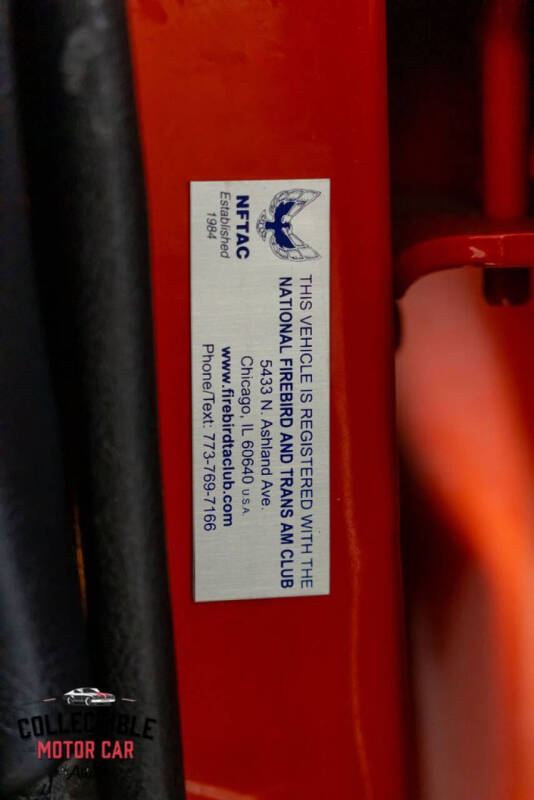 THIS VEHICLE IS REGISTERED WITH THE
NATIONAL FIREBIRD AND TRANS AM CLUB
5433 N. Ashland Ave.
Chicago, IL 60640 U.S.A.
www.firebirdtaclub.com
Phone/Text: 773-769-7166
NFTAC
Established
1984
COLLECTIBLE
MOTOR CAR